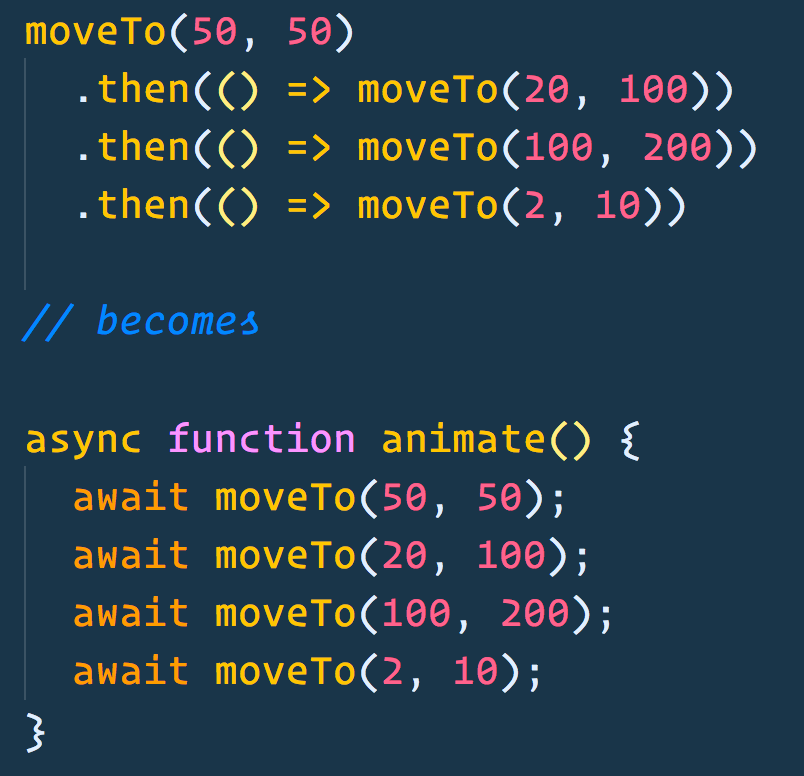 moveTo(50, 50)
  .then(() => moveTo(20, 100))
  .then(() => moveTo(100, 200))
  .then(() => moveTo(2, 10))
// becomes
async function animate() {
  await moveTo(50, 50);
  await moveTo(20, 100);
  await moveTo(100, 200);
  await moveTo(2, 10);
}